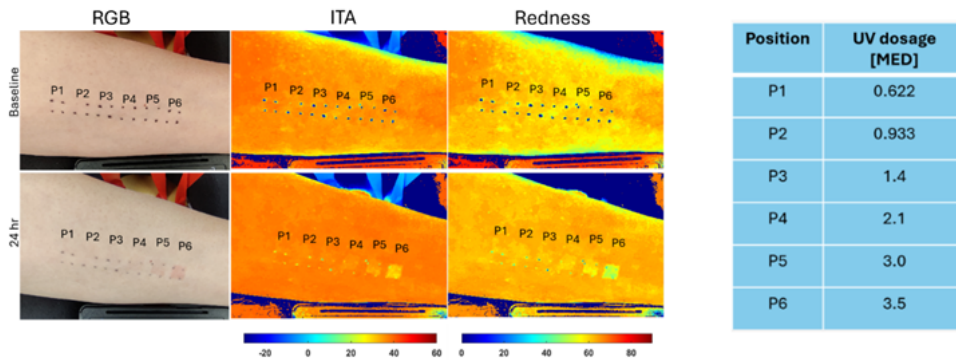 RGB ITA Redness
Baseline
P1 P2 P3 P4 P5 P6
P1 P2 P3 P4 P5 P6
P1 P2 P3 P4 P5 P6
24 hr
P1 P2 P3 P4 P5 P6
P1 P2 P3 P4 P5 P6
P1 P2 P3 P4 P5 P6
-20 0 20 40 60
0 20 40 60 80
Position UV dosage
[MED]
P1 0.622
P2 0.933
P3 1.4
P4 2.1
P5 3.0
P6 3.5